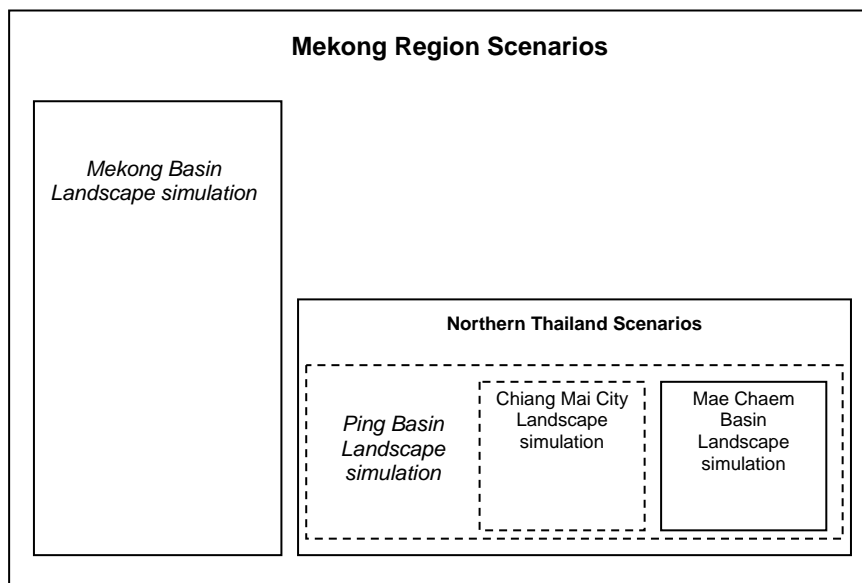 Mekong Region Scenarios
Mekong Basin
Landscape simulation
Northern Thailand Scenarios
Ping Basin
Landscape
simulation
Chiang Mai City
Landscape
simulation
Mae Chaem
Basin
Landscape
simulation